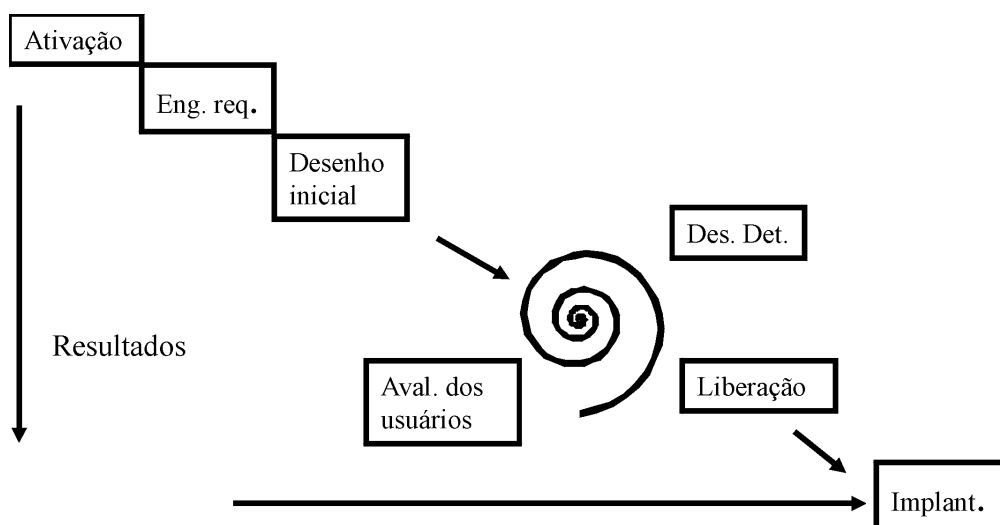 Ativação
Eng. req.
Desenho
inicial
Des. Det.
Resultados
Aval. dos
usuários
Liberação
Implant.